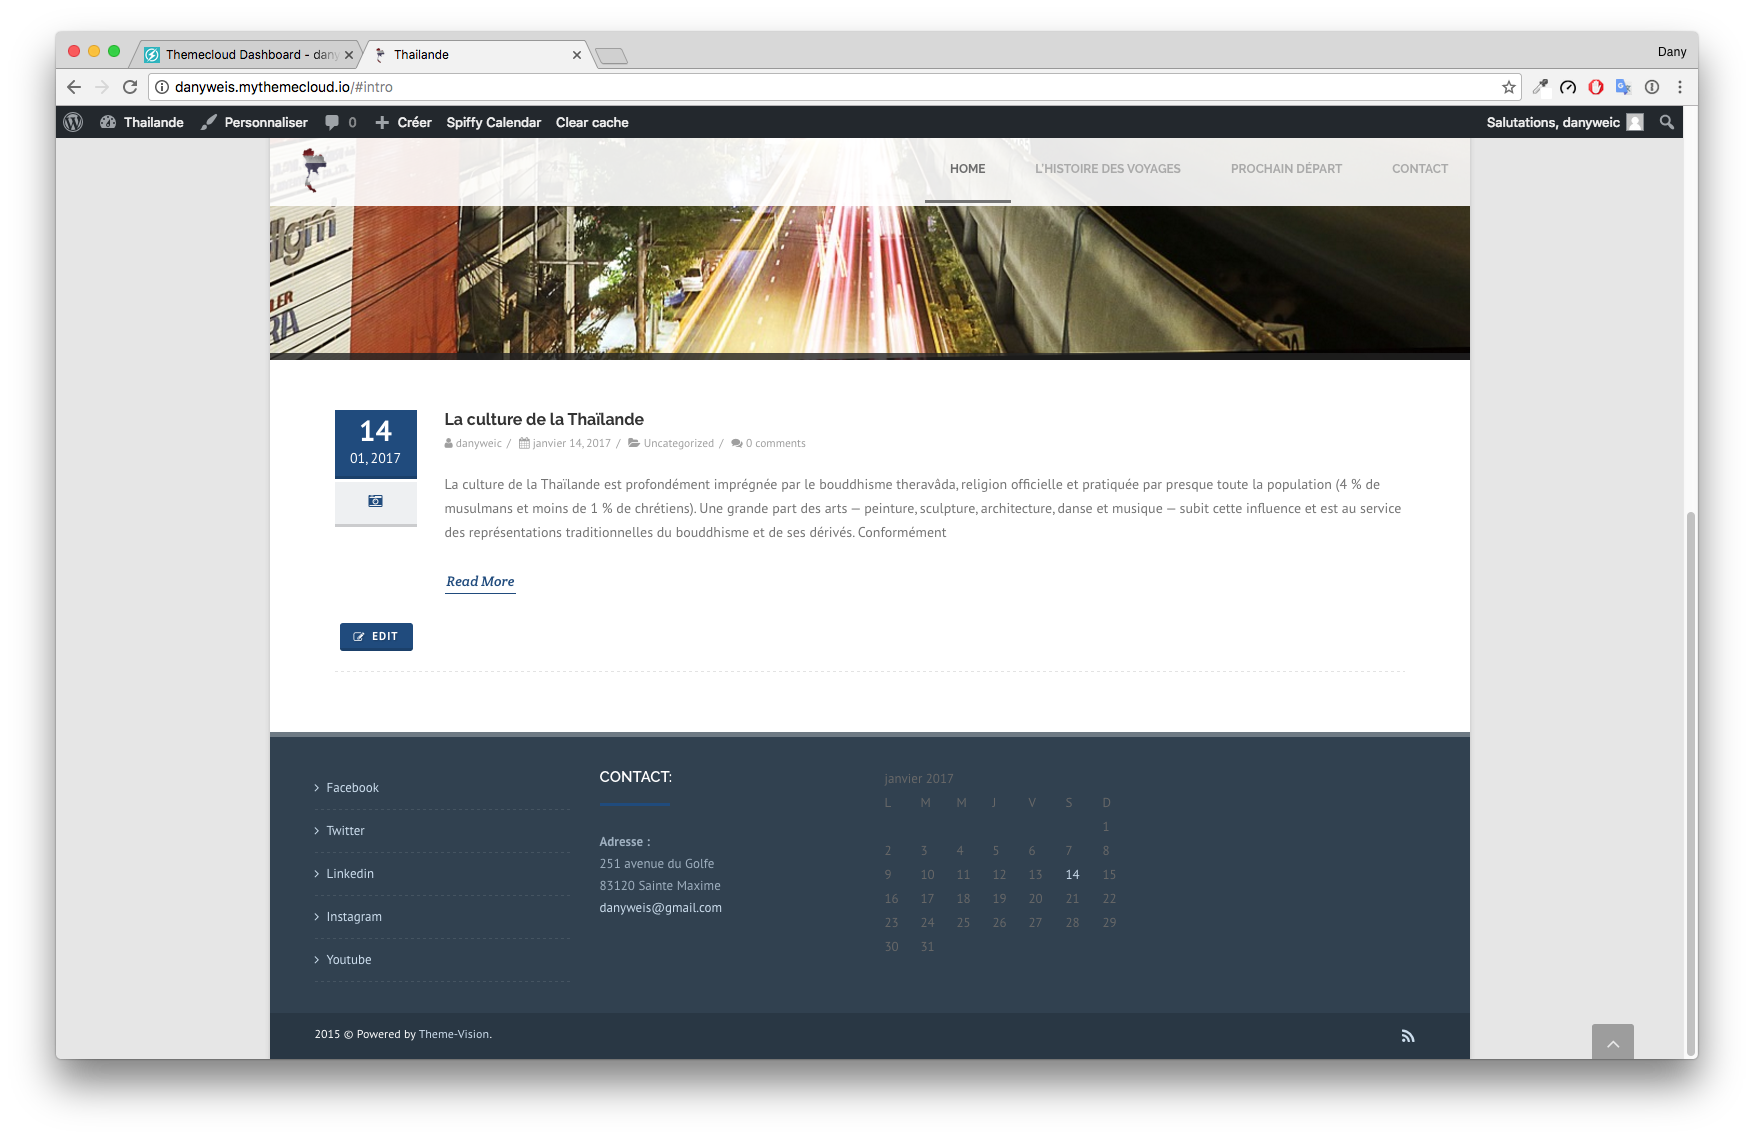 Themecloud Dashboard - dany
Thailande
Dany
danyweis.mythemecloud.io/#intro
Thailande Personnaliser 0 Créer Spiffy Calendar Clear cache Salutations, danyweic
HOME L'HISTOIRE DES VOYAGES PROCHAIN DÉPART CONTACT
14
01, 2017
La culture de la Thaïlande
danyweic / janvier 14, 2017 / Uncategorized / 0 comments
La culture de la Thaïlande est profondément imprégnée par le bouddhisme theravâda, religion officielle et pratiquée par presque toute la population (4 % de
musulmans et moins de 1 % de chrétiens). Une grande part des arts — peinture, sculpture, architecture, danse et musique — subit cette influence et est au service
des représentations traditionnelles du bouddhisme et de ses dérivés. Conformément
Read More
EDIT
Facebook
Twitter
Linkedin
Instagram
Youtube
CONTACT:
Adresse :
251 avenue du Golfe
83120 Sainte Maxime
danyweis@gmail.com
janvier 2017
L M M J V S D
1
2 3 4 5 6 7 8
9 10 11 12 13 14 15
16 17 18 19 20 21 22
23 24 25 26 27 28 29
30 31
2015 © Powered by Theme-Vision.